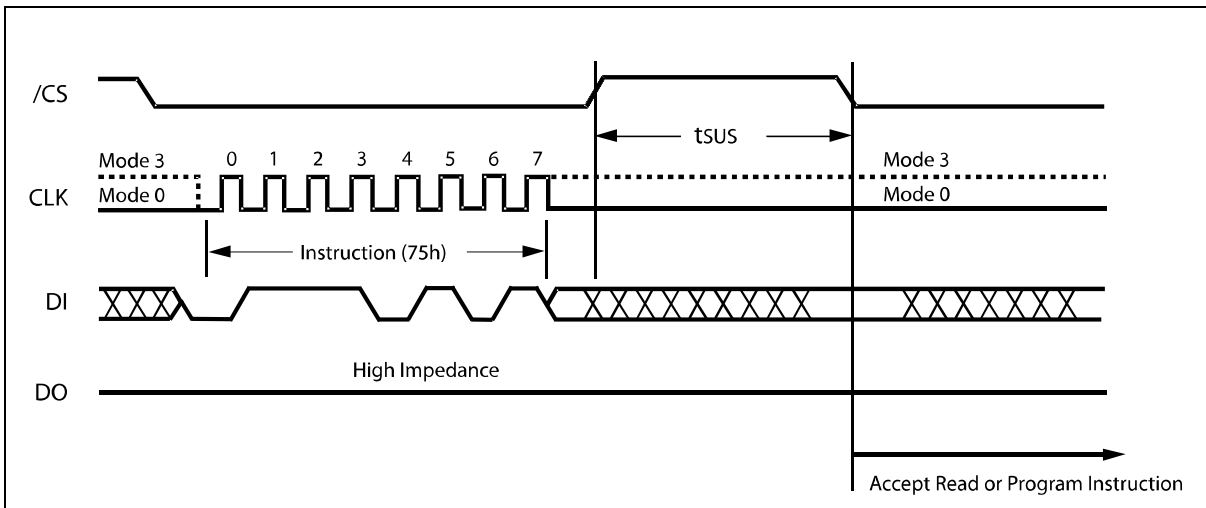 /CS
tSUS
Mode 3
0 1 2 3 4 5 6 7
Mode 3
CLK
Mode 0
Mode 0
Instruction (75h)
DI
High Impedance
DO
Accept Read or Program Instruction